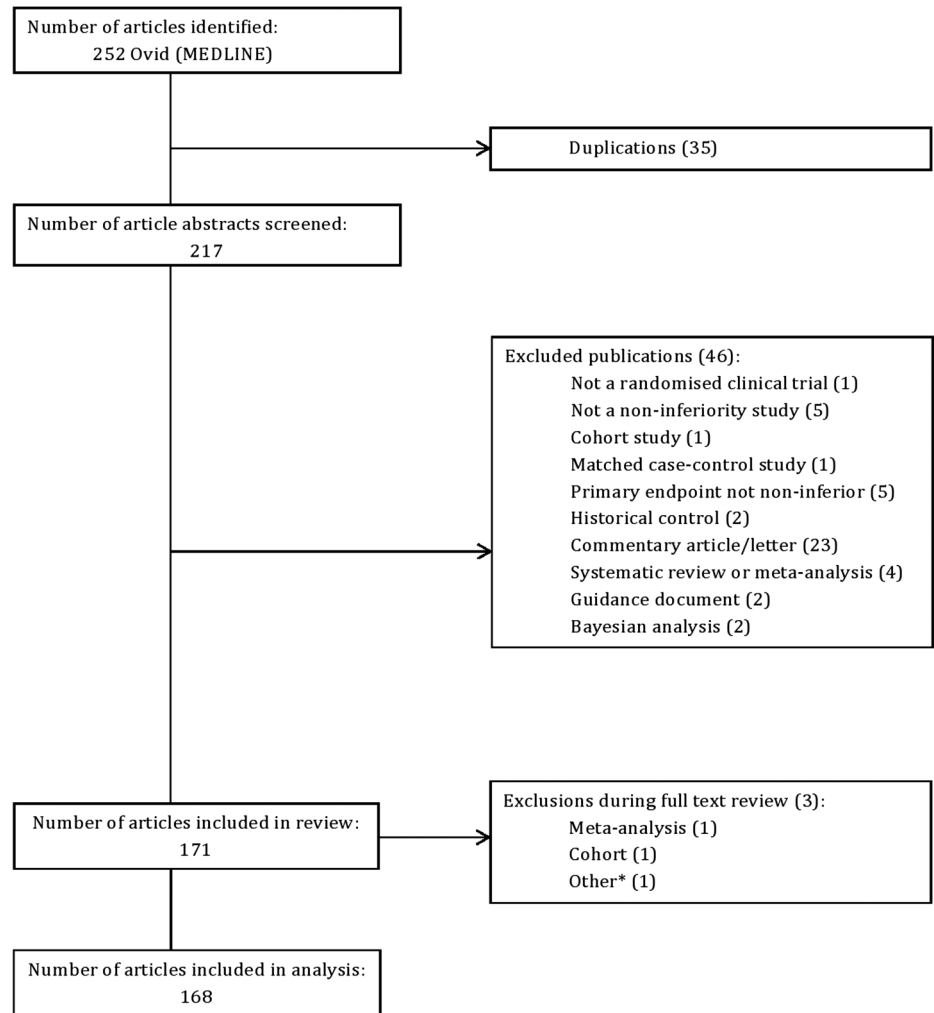 Number of articles identified:
252 Ovid (MEDLINE)
Duplications (35)
Number of article abstracts screened:
217
Excluded publications (46):
Not a randomised clinical trial (1)
Not a non-inferiority study (5)
Cohort study (1)
Matched case-control study (1)
Primary endpoint not non-inferior (5)
Historical control (2)
Commentary article/letter (23)
Systematic review or meta-analysis (4)
Guidance document (2)
Bayesian analysis (2)
Number of articles included in review:
171
Exclusions during full text review (3):
Meta-analysis (1)
Cohort (1)
Other* (1)
Number of articles included in analysis:
168